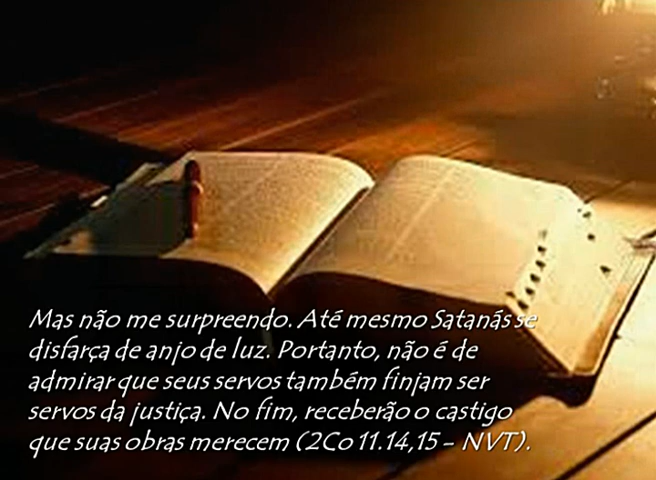 Mas não me surpreendo. Até mesmo Satanás se
disfarça de anjo de luz. Portanto, não é de
admirar que seus servos também finjam ser
servos da justiça. No fim, receberão o castigo
que suas obras merecem (2Co 11.14,15 - NVT).